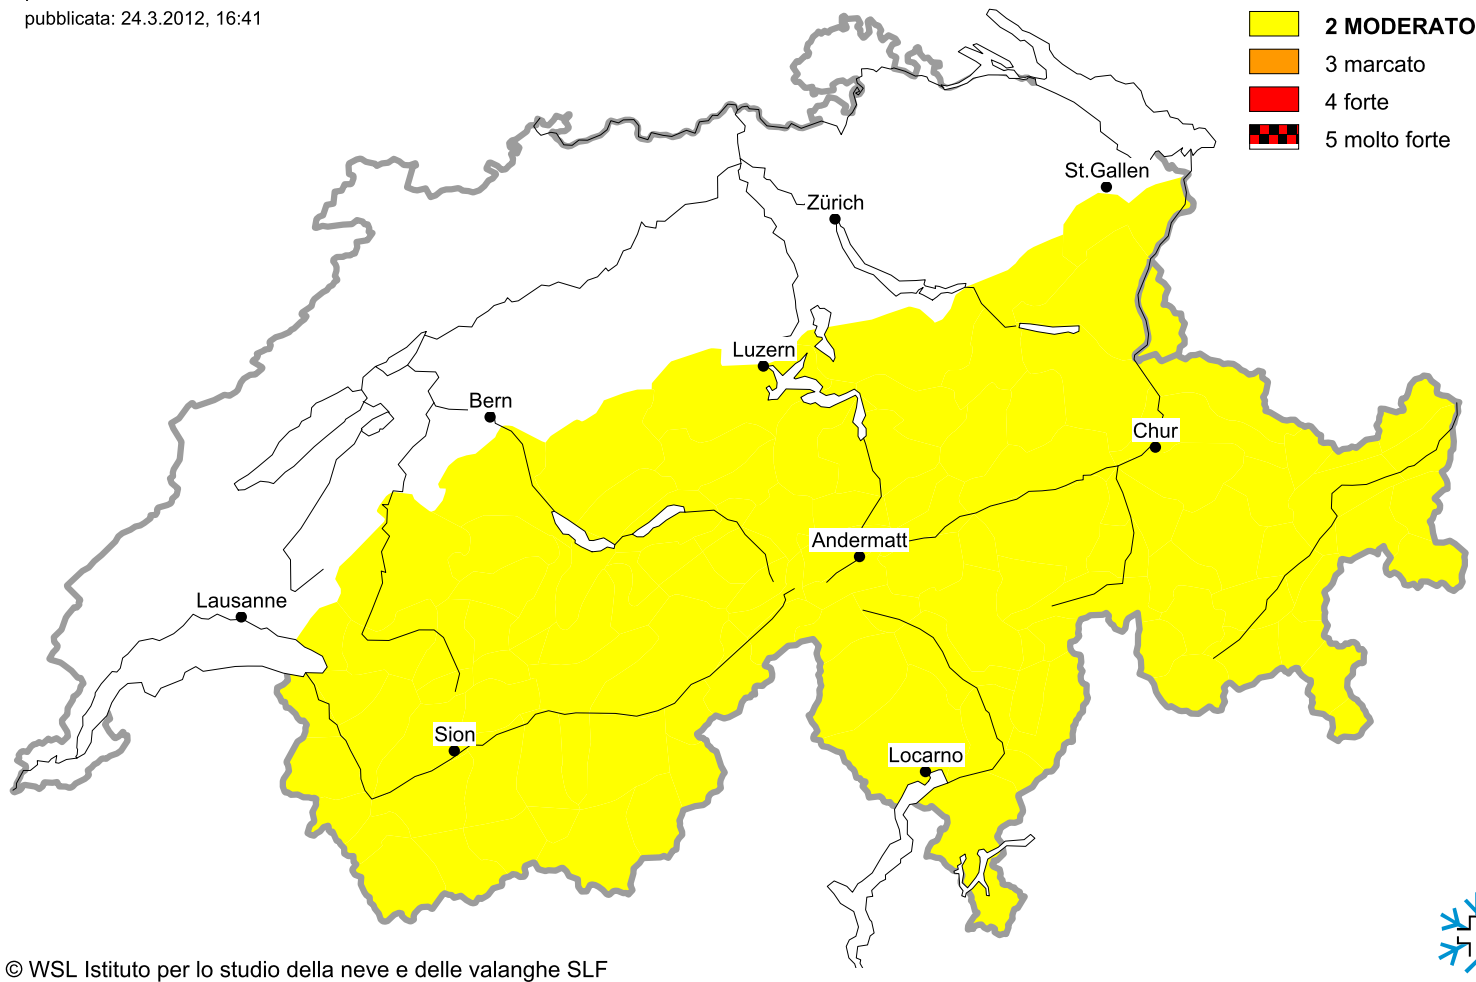 pubblicata: 24.3.2012, 16:41
2 MODERATO
3 marcato
4 forte
5 molto forte
St.Gallen
Zürich
Luzern
Bern
Chur
Andermatt
Lausanne
Sion
Locarno
© WSL Istituto per lo studio della neve e delle valanghe SLF